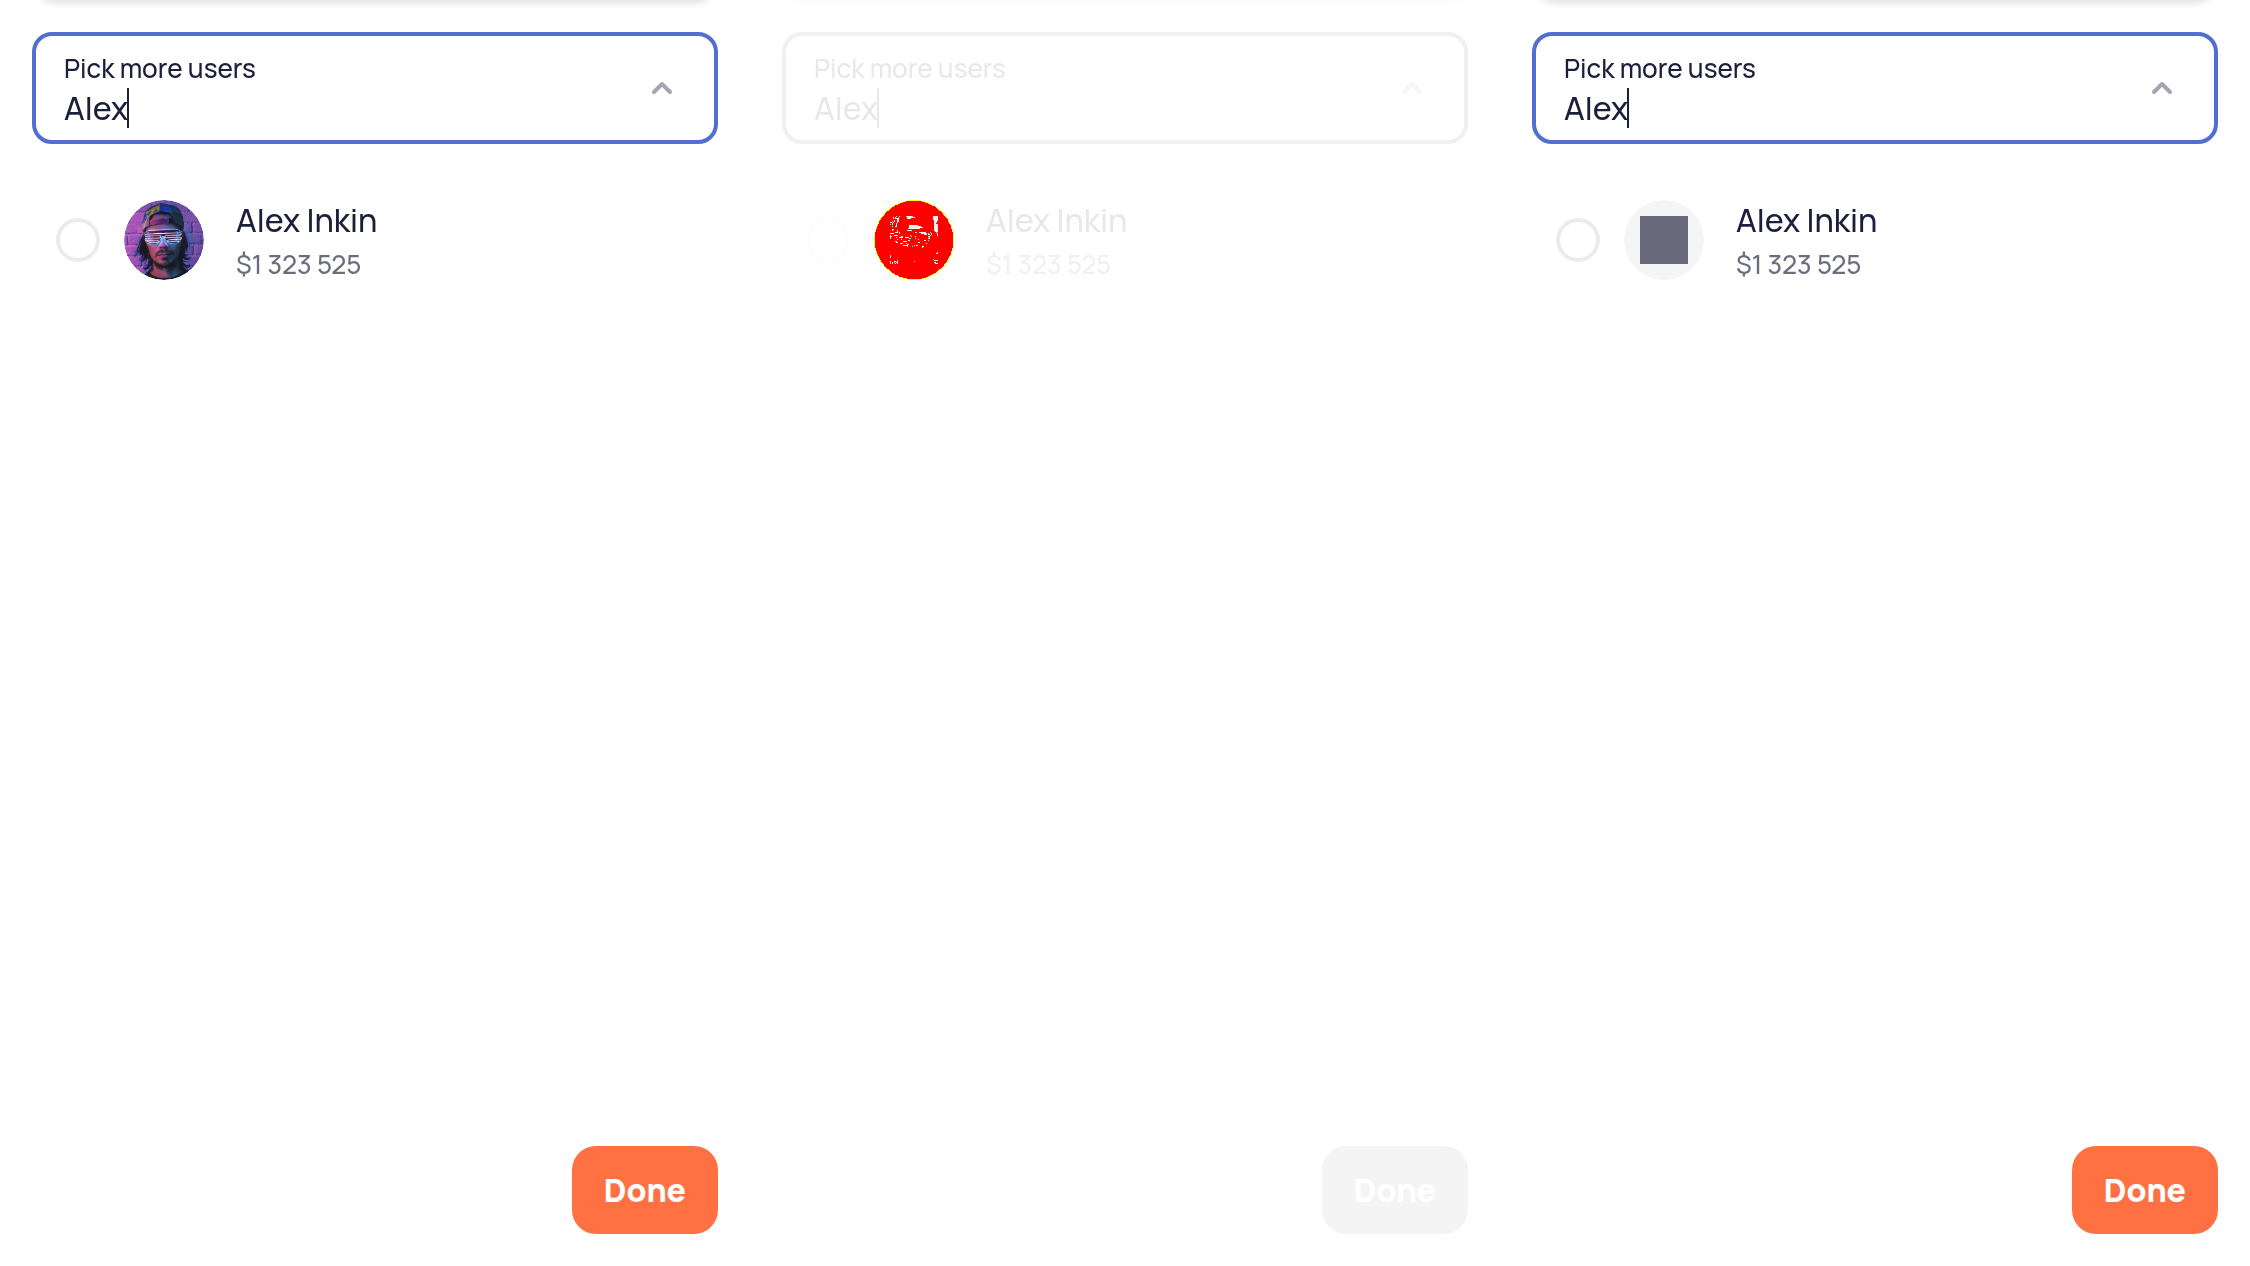 Pick more users
Alex
Alex Inkin
$1 323 525
Done
Pick more users
Alex
Alex Inkin
$1 323 525
Done
Pick more users
Alex
Alex Inkin
$1 323 525
Done